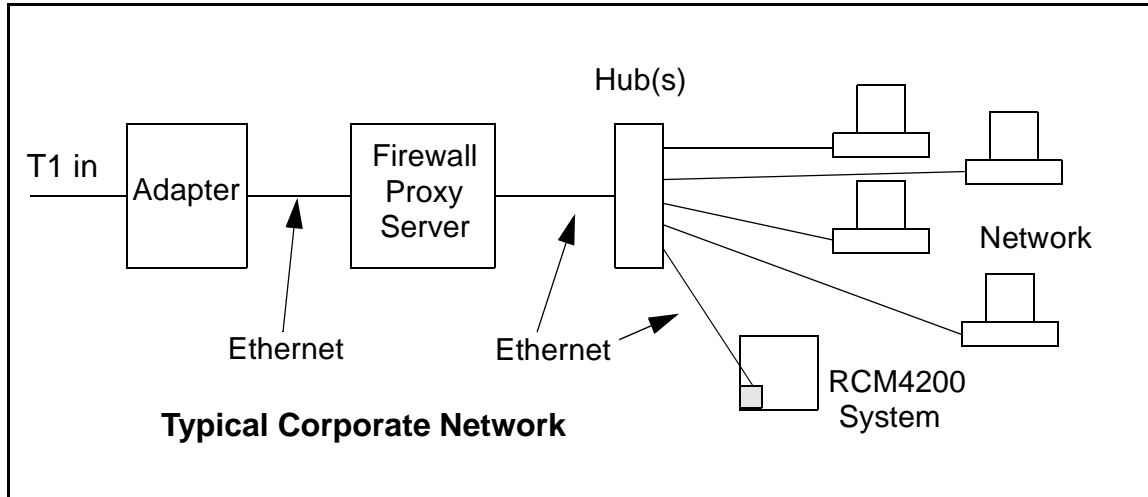 Hub(s)
T1 in
Adapter
Firewall
Proxy
Server
Network
Ethernet
Ethernet
RCM4200
System
Typical Corporate Network